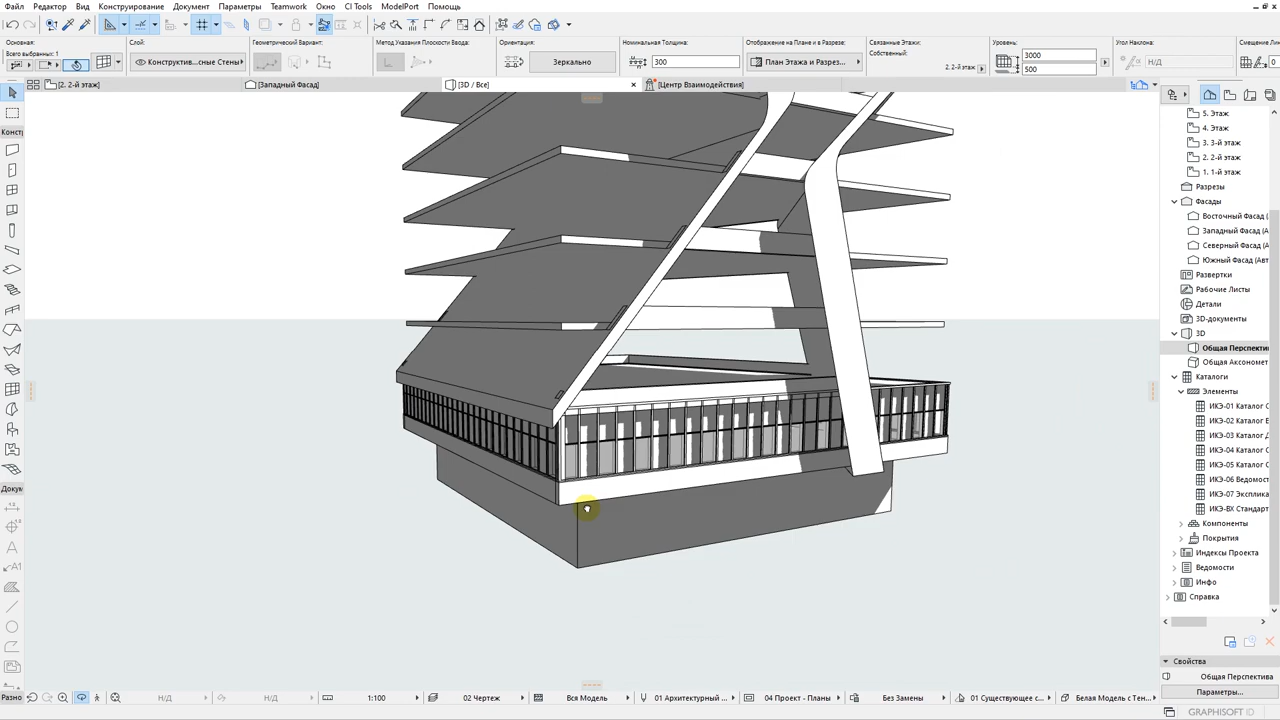 Файл Редактор Вид Конструирование Документ Параметры Teamwork Окно CI Tools ModelPort Помощь
Основная: Слой: Геометрический Вариант: Метод Указания Плоскости Ввода: Ориентация: Номинальная Толщина: Отображение на Плане и в Разрезе: Связанные Этажи: Уровень: Угол Наклона: Смещение Лин
Всего выбранных: 1 Собственный: 3000
Конструктив...сные Стены Зеркально 300 План Этажа и Разрез... 2. 2-й этаж 500 Н/Д 0
[2. 2-й этаж] [Западный Фасад] [3D / Все] [Центр Взаимодействия]
Конст
5. Этаж
4. Этаж
3. 3-й этаж
2. 2-й этаж
1. 1-й этаж
Разрезы
Фасады
Восточный Фасад (
Западный Фасад (А
Северный Фасад (А
Южный Фасад (Авт
Развертки
Рабочие Листы
Детали
3D-документы
3D
Общая Перспектив
Общая Аксономет
Каталоги
Элементы
ИКЭ-01 Каталог С
ИКЭ-02 Каталог Е
ИКЭ-03 Каталог Д
ИКЭ-04 Каталог С
ИКЭ-05 Каталог С
ИКЭ-06 Ведомост
ИКЭ-07 Эксплика
ИКЭ-ВХ Стандарт
Компоненты
Покрытия
Индексы Проекта
Ведомости
Инфо
Справка
Докум
Свойства
Общая Перспектива
Параметры...
Разно Н/Д Н/Д 1:100 02 Чертеж Вся Модель 01 Архитектурный ... 04 Проект - Планы Без Замены 01 Существующее с... Белая Модель с Тен...
GRAPHISOFT ID